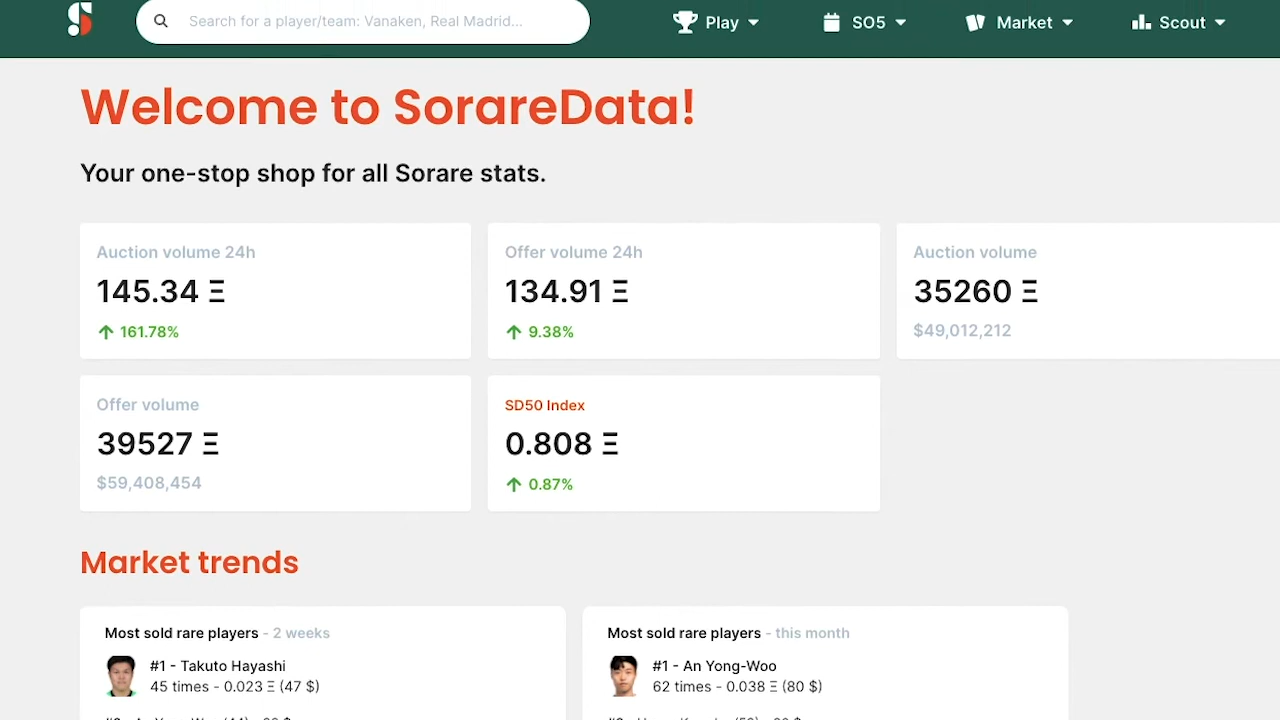 Search for a player/team: Vanaken, Real Madrid...
Play
SO5
Market
Scout
Welcome to SorareData!
Your one-stop shop for all Sorare stats.
Auction volume 24h
145.34 Ξ
161.78%
Offer volume 24h
134.91 Ξ
9.38%
Auction volume
35260 Ξ
$49,012,212
Offer volume
39527 Ξ
$59,408,454
SD50 Index
0.808 Ξ
0.87%
Market trends
Most sold rare players - 2 weeks
#1 - Takuto Hayashi
45 times - 0.023 Ξ (47 $)
Most sold rare players - this month
#1 - An Yong-Woo
62 times - 0.038 Ξ (80 $)